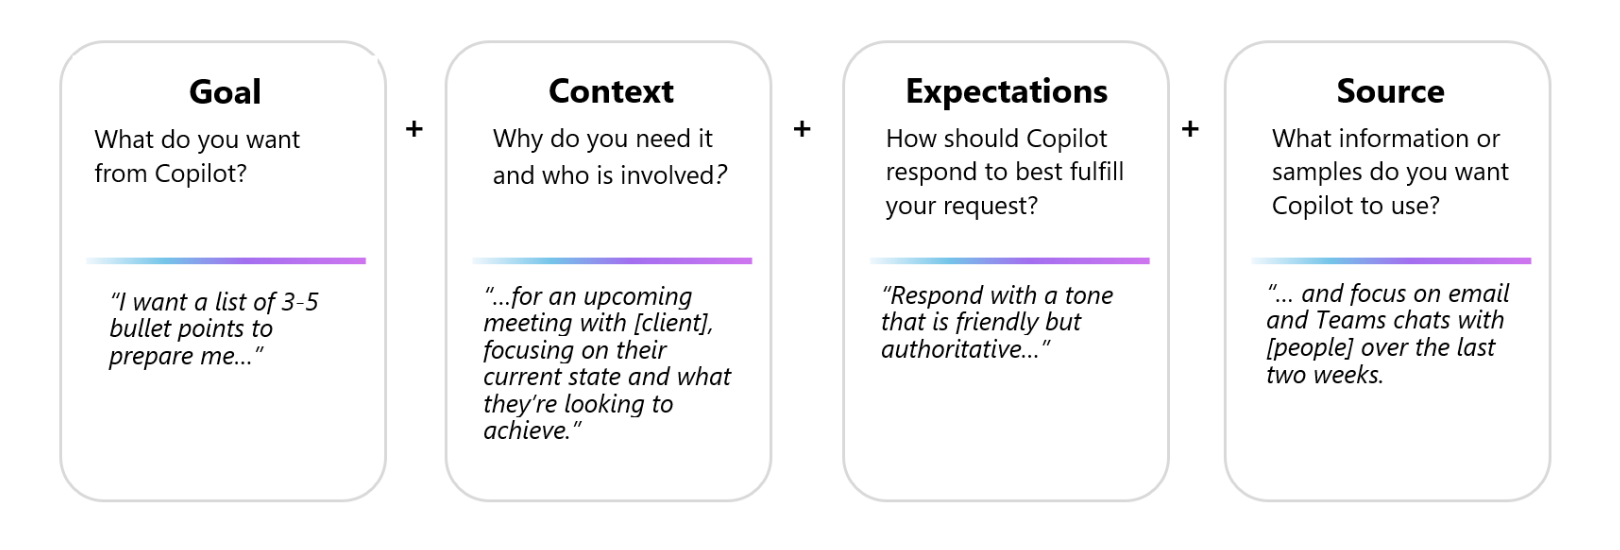 Goal
What do you want
from Copilot?
“I want a list of 3-5
bullet points to
prepare me...”
+
Context
Why do you need it
and who is involved?
“...for an upcoming
meeting with [client],
focusing on their
current state and what
they’re looking to
achieve.”
+
Expectations
How should Copilot
respond to best fulfill
your request?
“Respond with a tone
that is friendly but
authoritative...”
+
Source
What information or
samples do you want
Copilot to use?
“... and focus on email
and Teams chats with
[people] over the last
two weeks.